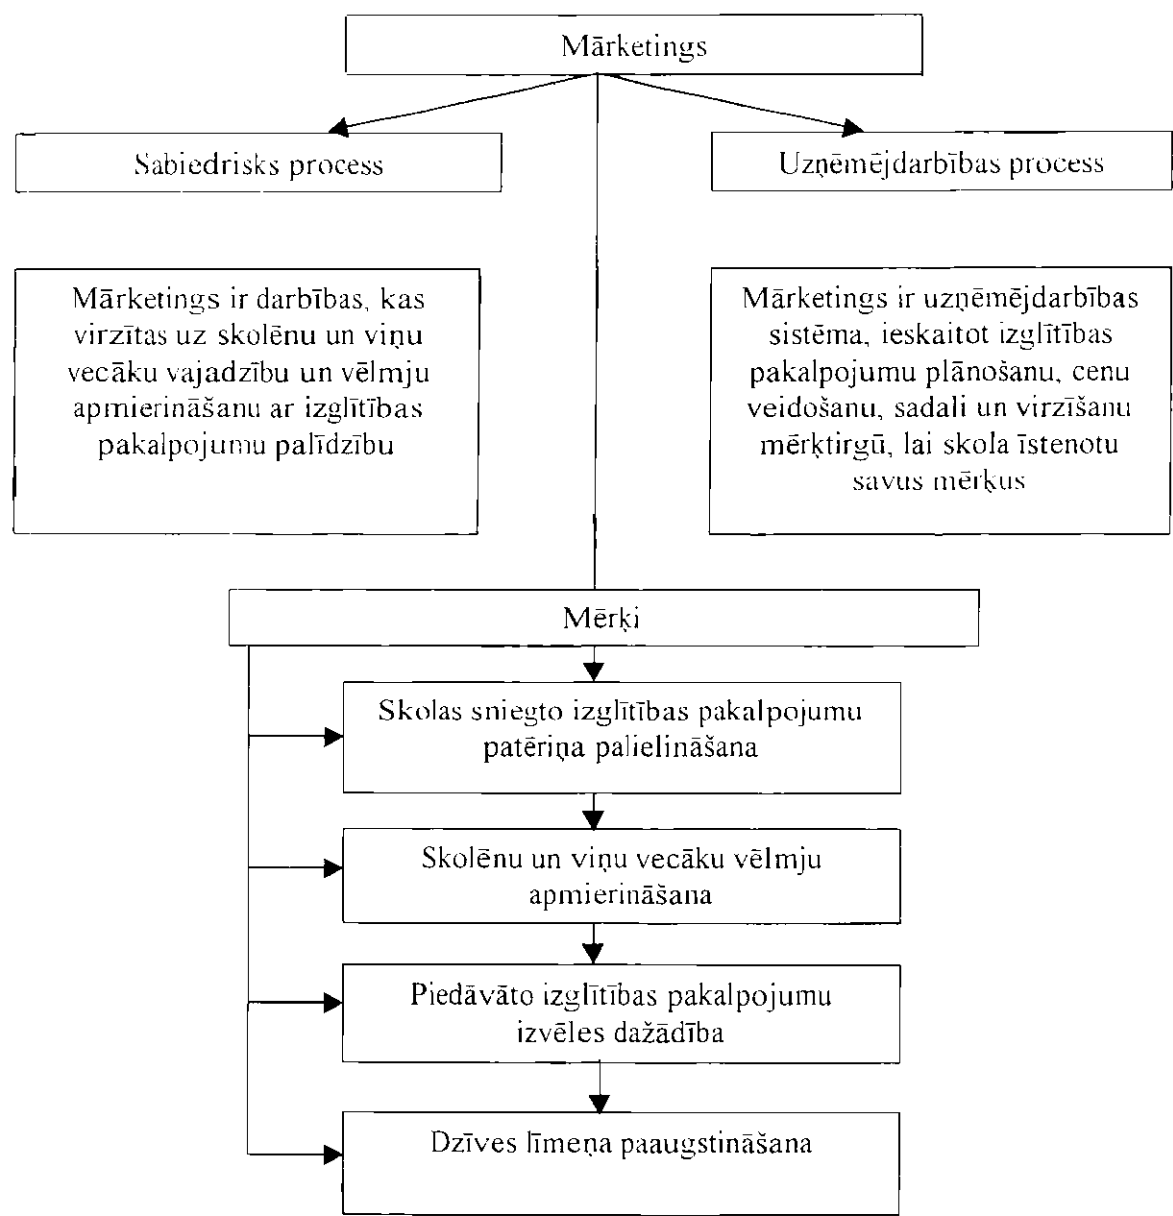 Mārketings
Sabiedrisks process
Uzņēmējdarbības process
Mārketings ir darbības, kas
virzītas uz skolēnu un viņu
vecāku vajadzību un vēlmju
apmierināšanu ar izglītības
pakalpojumu palīdzību
Mārketings ir uzņēmējdarbības
sistēma, ieskaitot izglītības
pakalpojumu plānošanu, cenu
veidošanu, sadali un virzīšanu
mērķtirgū, lai skola īstenotu
savus mērķus
Mērķi
Skolas sniegto izglītības pakalpojumu
patēriņa palielināšana
Skolēnu un viņu vecāku vēlmju
apmierināšana
Piedāvāto izglītības pakalpojumu
izvēles dažādība
Dzīves līmeņa paaugstināšana